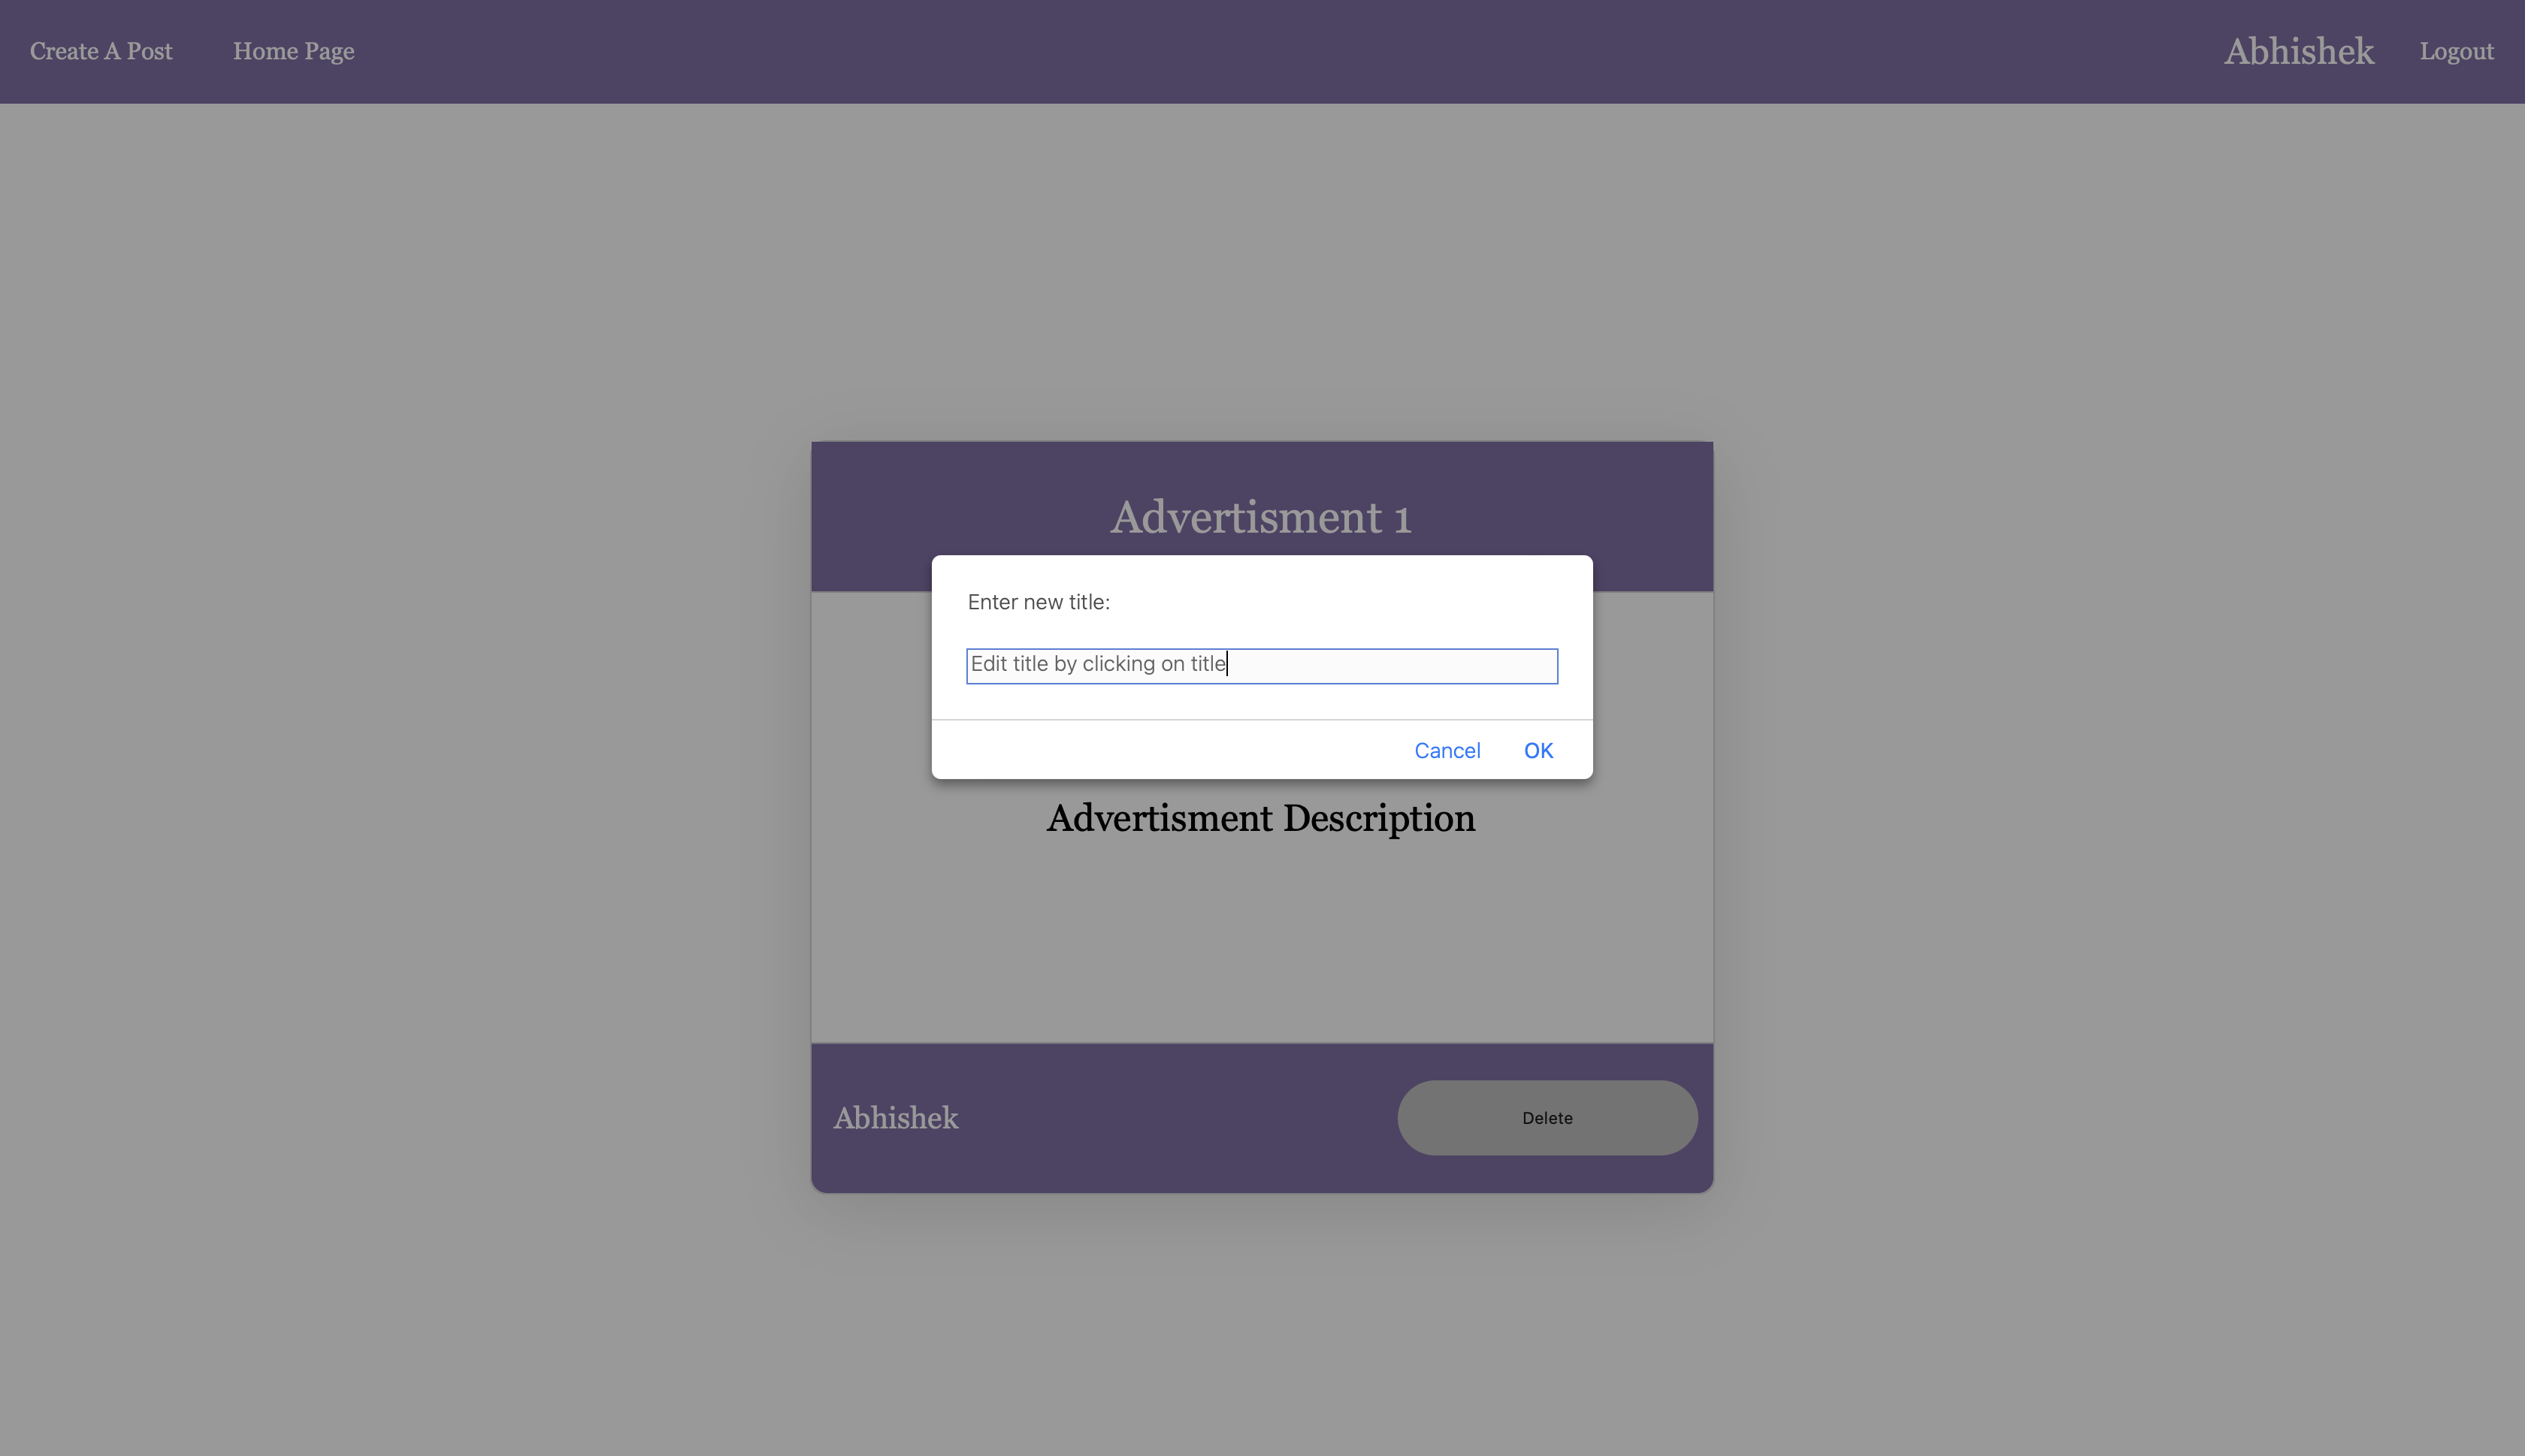 Create A Post Home Page Abhishek Logout
Advertisment 1
Enter new title:
Edit title by clicking on title
Cancel OK
Advertisment Description
Abhishek Delete